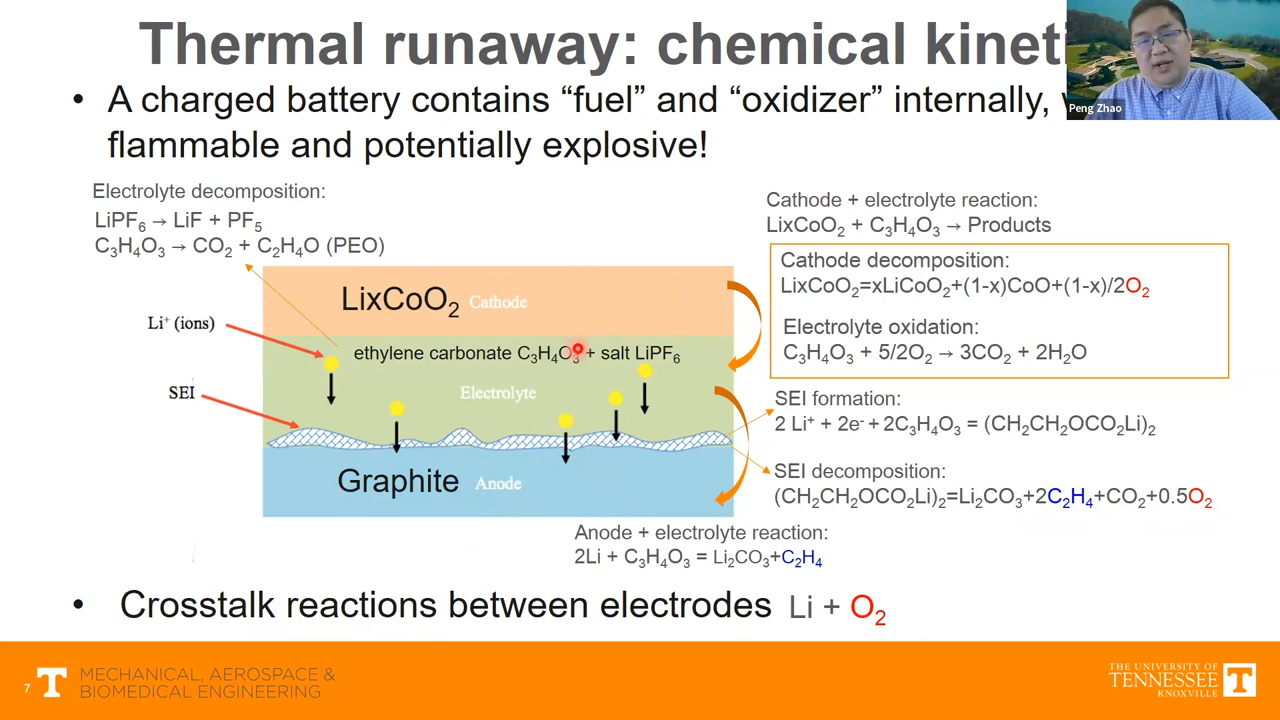 Thermal runaway: chemical kineti
Peng Zhao
• A charged battery contains “fuel” and “oxidizer” internally,
flammable and potentially explosive!
Electrolyte decomposition:
LiPF₆ → LiF + PF₅
C₃H₄O₃ → CO₂ + C₂H₄O (PEO)
Cathode + electrolyte reaction:
LixCoO₂ + C₃H₄O₃ → Products
Cathode decomposition:
LixCoO₂=xLiCoO₂+(1-x)CoO+(1-x)/2O₂
Electrolyte oxidation:
C₃H₄O₃ + 5/2O₂ → 3CO₂ + 2H₂O
LixCoO₂ Cathode
Li⁺ (ions)
ethylene carbonate C₃H₄O₃ + salt LiPF₆
SEI
Electrolyte
SEI formation:
2 Li⁺ + 2e⁻ + 2C₃H₄O₃ = (CH₂CH₂OCO₂Li)₂
Graphite Anode
SEI decomposition:
(CH₂CH₂OCO₂Li)₂=Li₂CO₃+2C₂H₄+CO₂+0.5O₂
Anode + electrolyte reaction:
2Li + C₃H₄O₃ = Li₂CO₃+C₂H₄
• Crosstalk reactions between electrodes Li + O₂
7 T MECHANICAL, AEROSPACE &
BIOMEDICAL ENGINEERING
THE UNIVERSITY OF
TENNESSEE T
KNOXVILLE